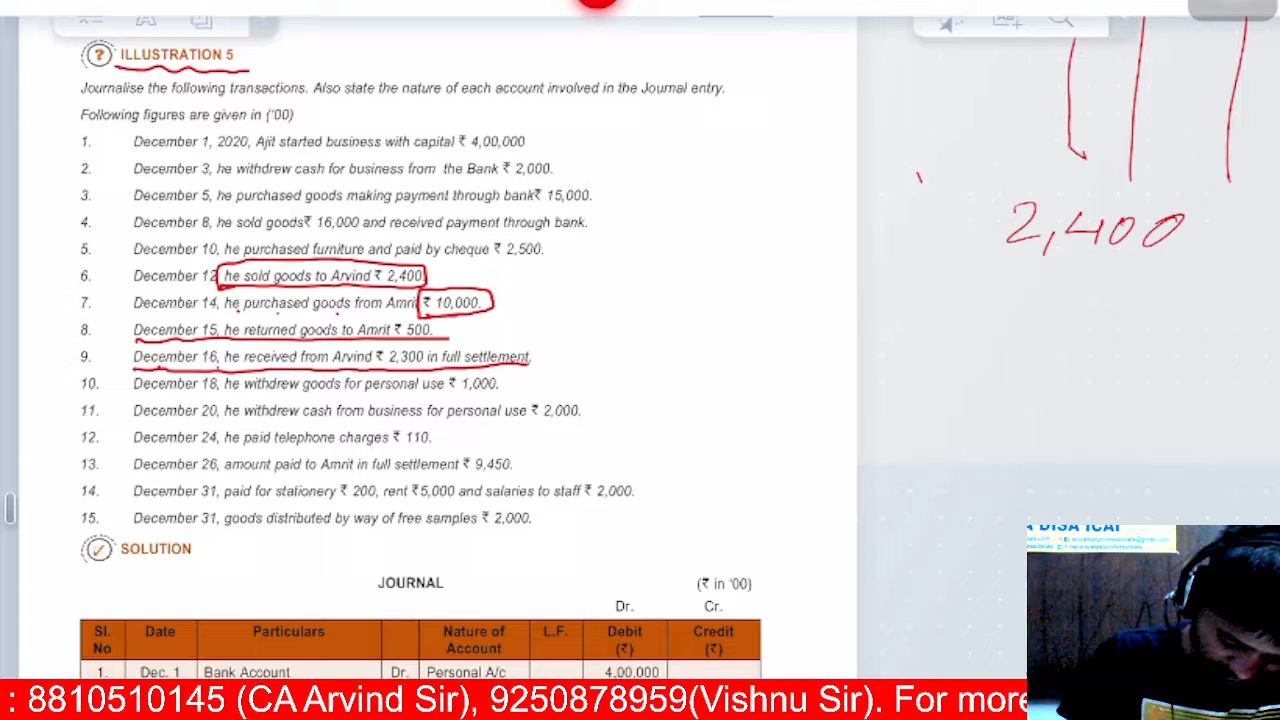 ILLUSTRATION 5
Journalise the following transactions. Also state the nature of each account involved in the Journal entry.
Following figures are given in ('00)
1. December 1, 2020, Ajit started business with capital ₹ 4,00,000
2. December 3, he withdrew cash for business from the Bank ₹ 2,000.
3. December 5, he purchased goods making payment through bank₹ 15,000.
4. December 8, he sold goods₹ 16,000 and received payment through bank.
5. December 10, he purchased furniture and paid by cheque ₹ 2,500.
6. December 12, he sold goods to Arvind ₹ 2,400.
7. December 14, he purchased goods from Amrit ₹ 10,000.
8. December 15, he returned goods to Amrit ₹ 500.
9. December 16, he received from Arvind ₹ 2,300 in full settlement.
10. December 18, he withdrew goods for personal use ₹ 1,000.
11. December 20, he withdrew cash from business for personal use ₹ 2,000.
12. December 24, he paid telephone charges ₹ 110.
13. December 26, amount paid to Amrit in full settlement ₹ 9,450.
14. December 31, paid for stationery ₹ 200, rent ₹5,000 and salaries to staff ₹ 2,000.
15. December 31, goods distributed by way of free samples ₹ 2,000.
2,400
SOLUTION
JOURNAL (₹ in '00)
Dr. Cr.
Sl. No Date Particulars Nature of Account L.F. Debit (₹) Credit (₹)
1. Dec. 1 Bank Account Dr. Personal A/c 4,00,000
A DISA ICAI
: 8810510145 (CA Arvind Sir), 9250878959(Vishnu Sir). For more